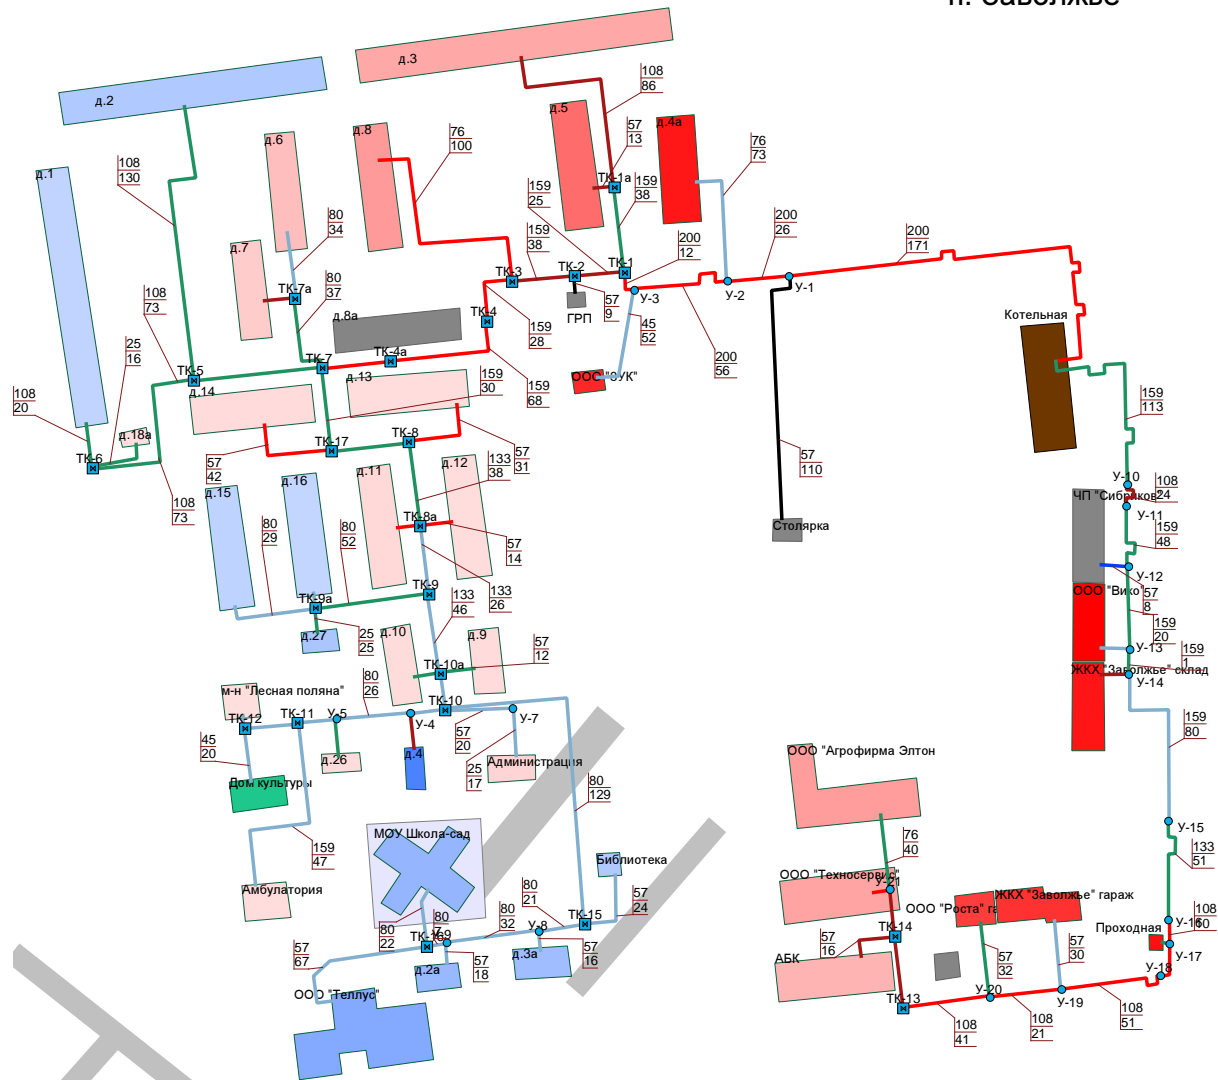 п. Заволжье
д.3
108
86
д.2
д.5
57
13
д.4а
76
73
д.8
76
100
д.6
108
130
д.1
ТК-1а
159
38
159
25
80
34
д.7
159
38
200
12
200
26
200
171
ТК-3
ТК-2
ТК-1
У-3
У-2
У-1
ТК-7а
80
37
ТК-4
ГРП
57
9
45
52
д.8а
159
28
200
56
Котельная
108
73
25
16
ТК-5
ТК-7
ТК-4а
д.13
159
30
159
68
ООО "ЗУК"
д.14
108
20
159
113
д.18а
ТК-6
57
42
ТК-17
ТК-8
57
31
57
110
108
73
д.15
д.16
д.11
133
38
д.12
У-10
108
24
ЧП "Сибряков"
У-11
80
29
80
52
ТК-8а
57
14
Столярка
159
48
У-12
ТК-9а
ТК-9
133
26
133
46
ООО "Вико"
57
8
159
20
д.27
25
25
д.10
д.9
57
12
У-13
159
1
ЖКХ "Заволжье" склад
У-14
м-н "Лесная поляна"
80
26
ТК-10а
ТК-12
ТК-11
У-5
У-4
ТК-10
У-7
159
80
45
20
57
20
25
17
д.26
д.4
Администрация
ООО "Агрофирма Элтон
Дом культуры
80
129
МОУ Школа-сад
У-15
159
47
76
40
133
51
Библиотека
Амбулатория
ООО "Техносервис"
У-21
80
21
57
24
ООО "Роста" га
ЖКХ "Заволжье" гараж
80
22
80
7
80
32
У-8
ТК-15
У-16
108
60
ТК-16
У-9
57
16
ТК-14
57
16
Проходная
57
67
57
18
д.2а
д.3а
АБК
57
32
57
30
У-17
У-18
ООО "Теллус"
ТК-13
У-20
У-19
108
41
108
21
108
51